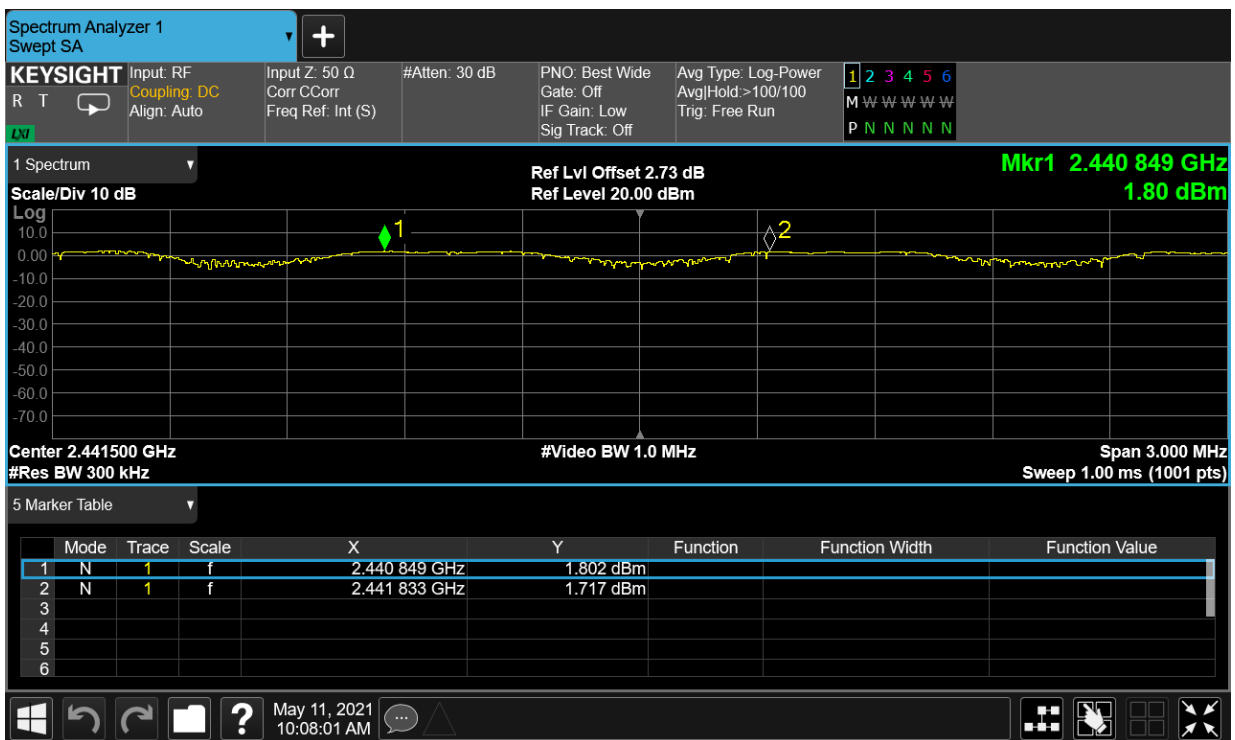 Spectrum Analyzer 1
Swept SA
KEYSIGHT
R T
LXI
Input: RF
Coupling: DC
Align: Auto
Input Z: 50 Ω
Corr CCorr
Freq Ref: Int (S)
#Atten: 30 dB
PNO: Best Wide
Gate: Off
IF Gain: Low
Sig Track: Off
Avg Type: Log-Power
Avg|Hold:>100/100
Trig: Free Run
1 2 3 4 5 6
M W W W W W
P N N N N N
1 Spectrum
Scale/Div 10 dB
Ref Lvl Offset 2.73 dB
Ref Level 20.00 dBm
Mkr1 2.440 849 GHz
1.80 dBm
Log
10.0
0.00
-10.0
-20.0
-30.0
-40.0
-50.0
-60.0
-70.0
1
2
Center 2.441500 GHz
#Res BW 300 kHz
#Video BW 1.0 MHz
Span 3.000 MHz
Sweep 1.00 ms (1001 pts)
5 Marker Table
Mode Trace Scale X Y Function Function Width Function Value
1 N 1 f 2.440 849 GHz 1.802 dBm
2 N 1 f 2.441 833 GHz 1.717 dBm
3
4
5
6
?
May 11, 2021
10:08:01 AM